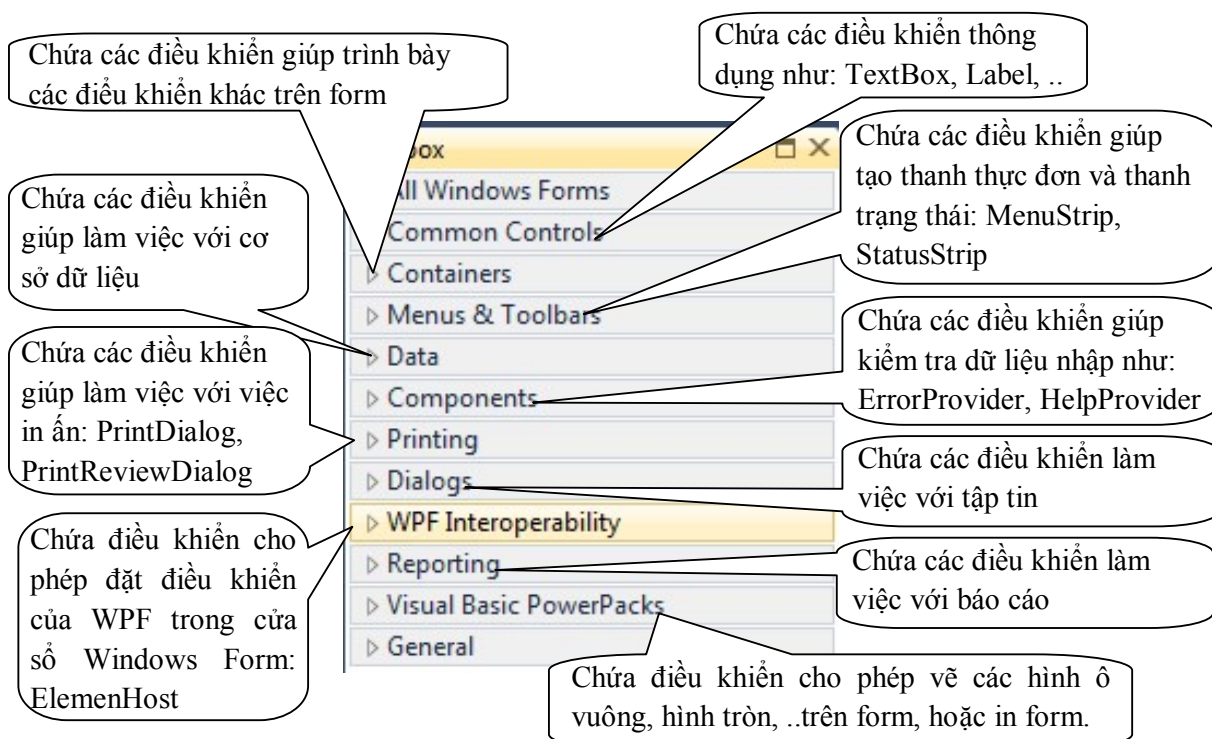 Chứa các điều khiển giúp trình bày
các điều khiển khác trên form
Chứa các điều khiển thông
dụng như: TextBox, Label, ..
Chứa các điều khiển giúp
tạo thanh thực đơn và thanh
trạng thái: MenuStrip,
StatusStrip
Chứa các điều khiển
giúp làm việc với cơ
sở dữ liệu
Chứa các điều khiển giúp
kiểm tra dữ liệu nhập như:
ErrorProvider, HelpProvider
Chứa các điều khiển
giúp làm việc với việc
in ấn: PrintDialog,
PrintReviewDialog
Chứa các điều khiển làm
việc với tập tin
Chứa điều khiển cho
phép đặt điều khiển
của WPF trong cửa
sổ Windows Form:
ElemenHost
Chứa các điều khiển làm
việc với báo cáo
Chứa điều khiển cho phép vẽ các hình ô
vuông, hình tròn, ..trên form, hoặc in form.
box
All Windows Forms
Common Controls
Containers
Menus & Toolbars
Data
Components
Printing
Dialogs
WPF Interoperability
Reporting
Visual Basic PowerPacks
General